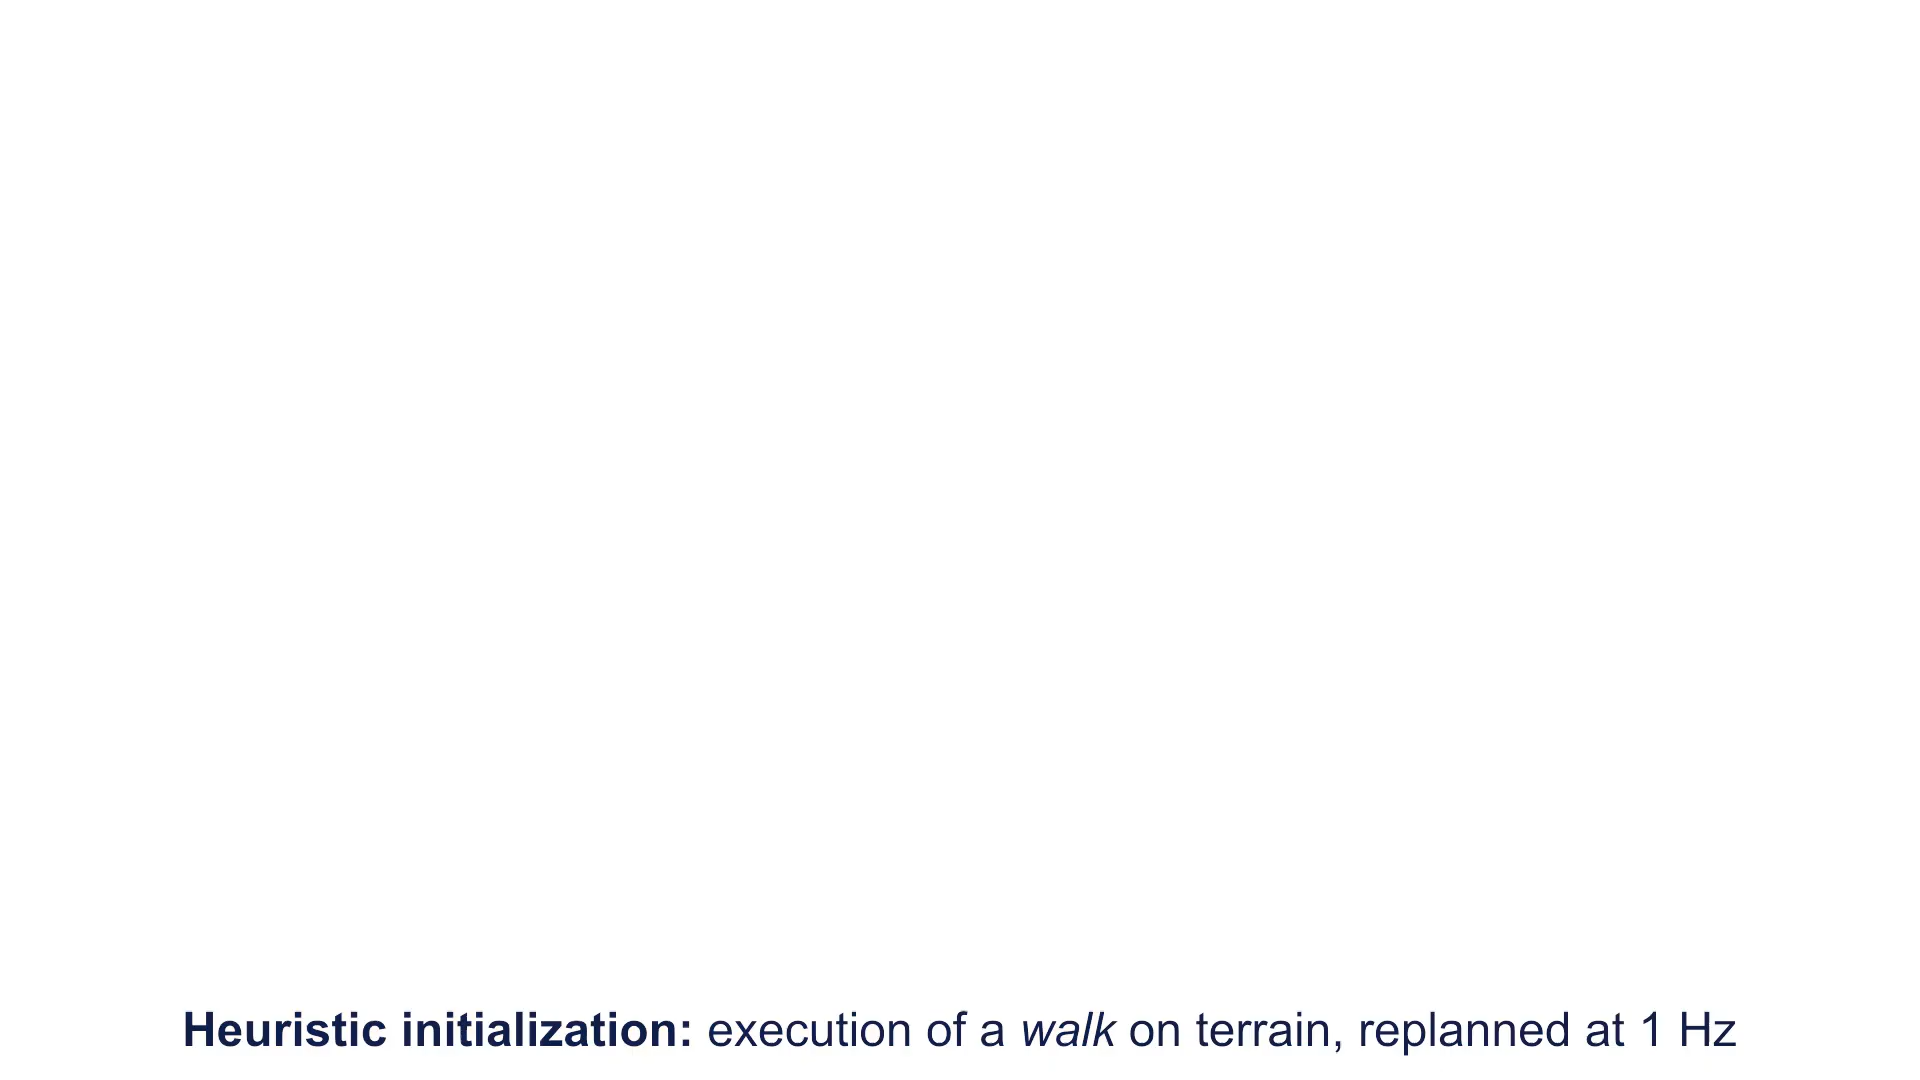 Heuristic initialization: execution of a walk on terrain, replanned at 1 Hz